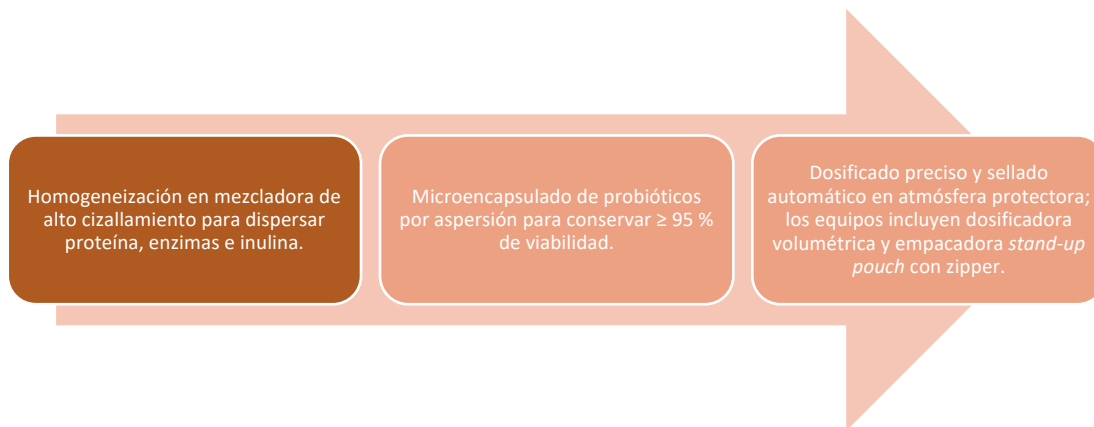 Homogeneización en mezcladora de
alto cizallamiento para dispersar
proteína, enzimas e inulina.
Microencapsulado de probióticos
por aspersión para conservar ≥ 95 %
de viabilidad.
Dosificado preciso y sellado
automático en atmósfera protectora;
los equipos incluyen dosificadora
volumétrica y empacadora stand-up
pouch con zipper.